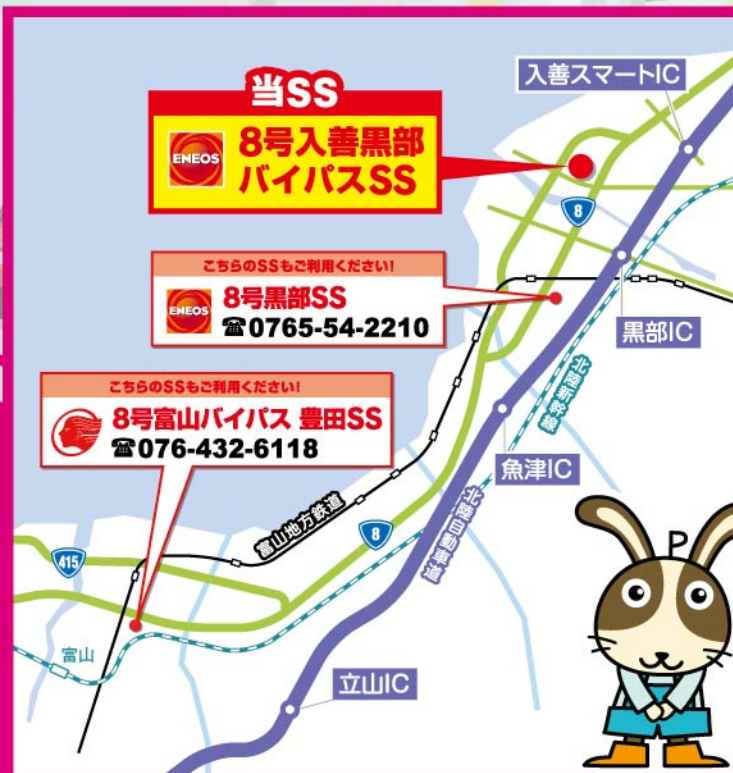 当SS
ENEOS
8号入善黒部
バイパスSS
入善スマートIC
8
こちらのSSもご利用ください!
ENEOS
8号黒部SS
☎0765-54-2210
黒部IC
北陸新幹線
こちらのSSもご利用ください!
8号富山バイパス 豊田SS
☎076-432-6118
魚津IC
北陸自動車道
富山地方鉄道
8
415
富山
立山IC
P